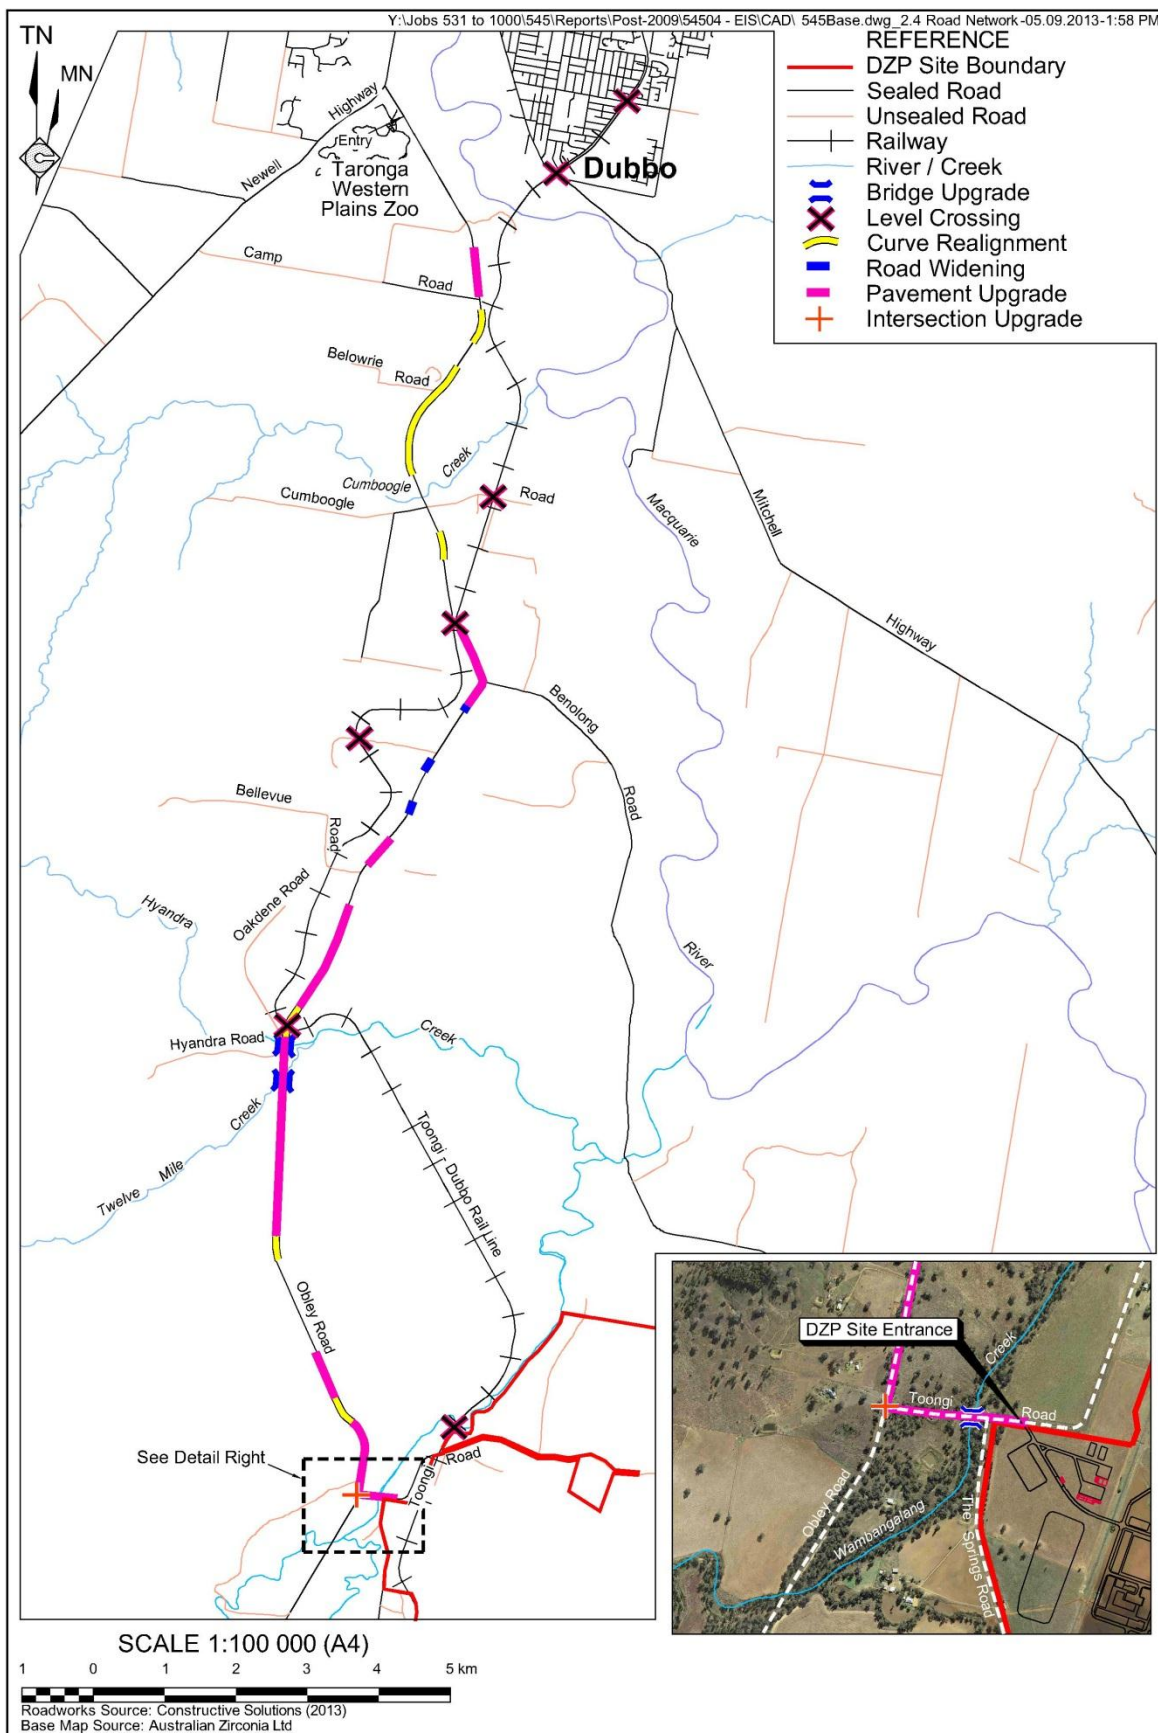 Y:\Jobs 531 to 1000\545\Reports\Post-2009\54504 - EIS\CAD\ 545Base.dwg_2.4 Road Network-05.09.2013-1:58 PM
TN
MN
REFERENCE
DZP Site Boundary
Sealed Road
Unsealed Road
Railway
River / Creek
Bridge Upgrade
Level Crossing
Curve Realignment
Road Widening
Pavement Upgrade
Intersection Upgrade
Newell Highway
Entry
Taronga
Western
Plains Zoo
Dubbo
Camp Road
Belowrie
Road
Cumboogle Creek
Cumboogle Road
Macquarie River
Mitchell Highway
Benolong Road
Bellevue Road
Oakdene Road
Hyandra Creek
Hyandra Road
Twelve Mile Creek
Toongi Dubbo Rail Line
Obley Road
See Detail Right
Toongi Road
DZP Site Entrance
Creek
Toongi Road
Obley Road
Wambangalang
The Springs Road
SCALE 1:100 000 (A4)
1 0 1 2 3 4 5 km
Roadworks Source: Constructive Solutions (2013)
Base Map Source: Australian Zirconia Ltd